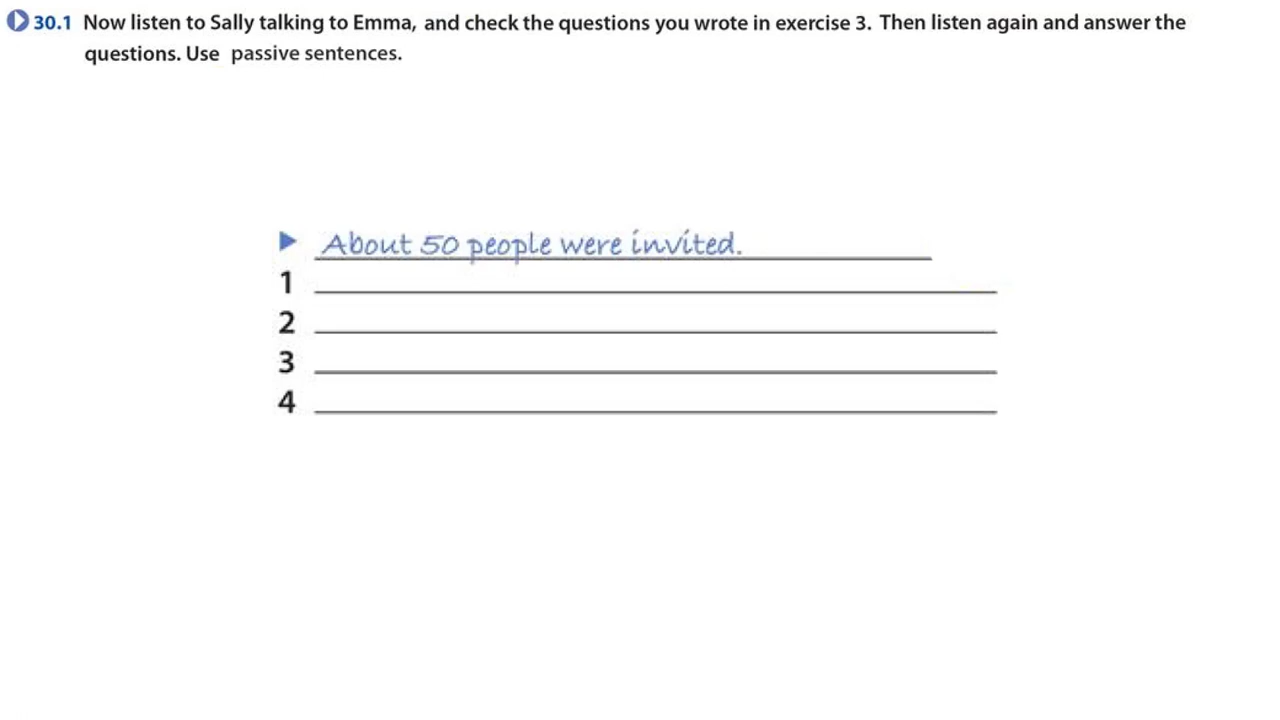 30.1 Now listen to Sally talking to Emma, and check the questions you wrote in exercise 3. Then listen again and answer the
questions. Use passive sentences.
About 50 people were invited.
1
2
3
4